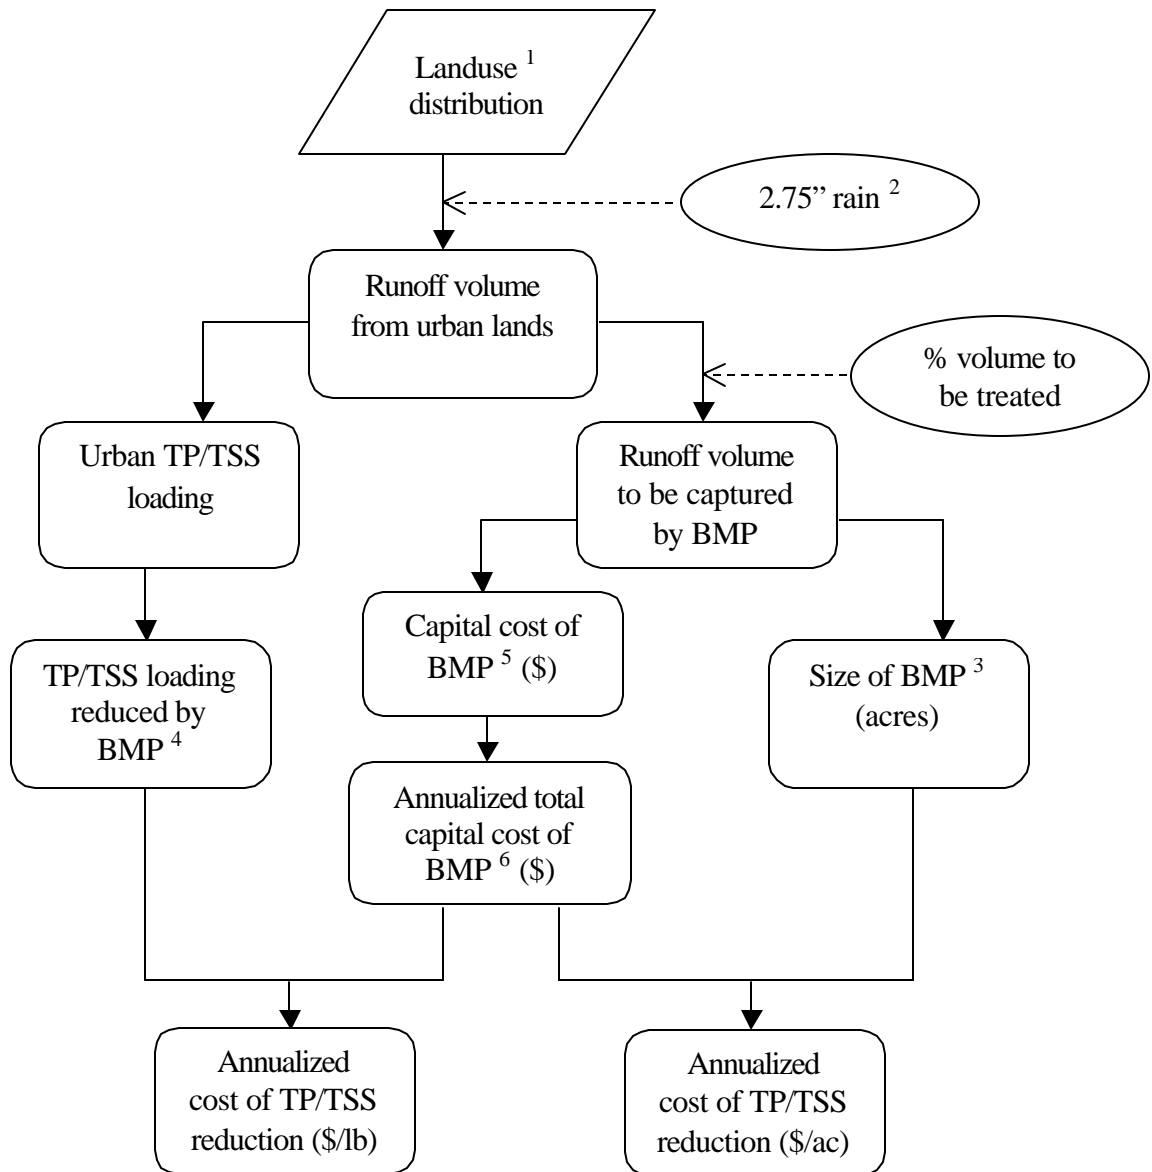 Landuse 1
distribution
2.75” rain 2
Runoff volume
from urban lands
% volume to
be treated
Urban TP/TSS
loading
Runoff volume
to be captured
by BMP
Capital cost of
BMP 5 ($)
TP/TSS loading
reduced by
BMP 4
Size of BMP 3
(acres)
Annualized total
capital cost of
BMP 6 ($)
Annualized
cost of TP/TSS
reduction ($/lb)
Annualized
cost of TP/TSS
reduction ($/ac)